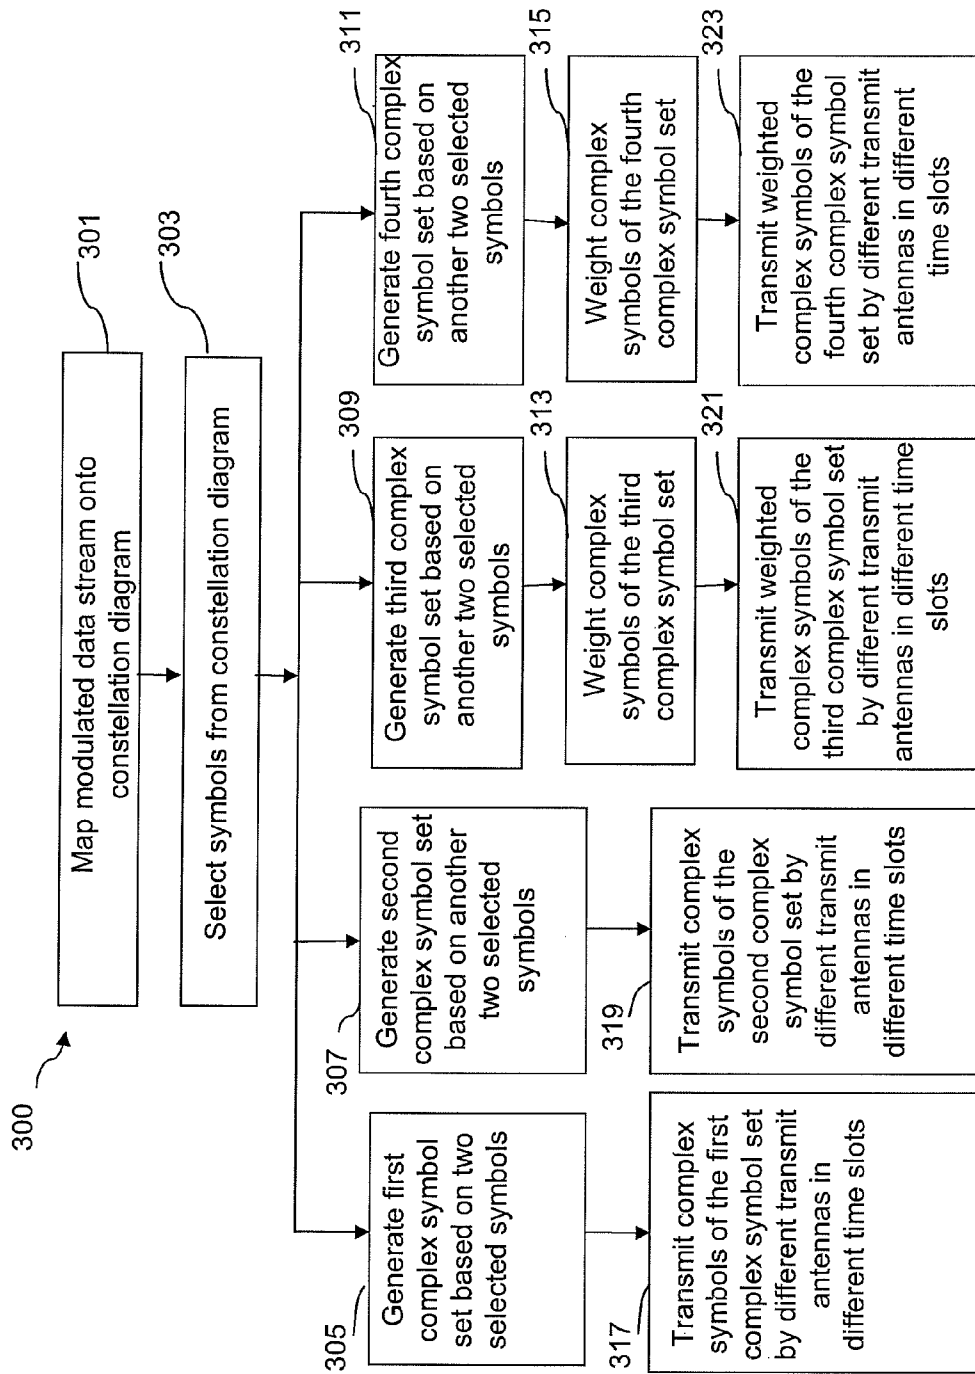 300
301
Map modulated data stream onto
constellation diagram
303
Select symbols from constellation diagram
305
Generate first
complex symbol
set based on two
selected symbols
307
Generate second
complex symbol set
based on another
two selected
symbols
309
Generate third complex
symbol set based on
another two selected
symbols
311
Generate fourth complex
symbol set based on
another two selected
symbols
313
Weight complex
symbols of the third
complex symbol set
315
Weight complex
symbols of the fourth
complex symbol set
317
Transmit complex
symbols of the first
complex symbol set
by different transmit
antennas in
different time slots
319
Transmit complex
symbols of the
second complex
symbol set by
different transmit
antennas in
different time slots
321
Transmit weighted
complex symbols of the
third complex symbol set
by different transmit
antennas in different time
slots
323
Transmit weighted
complex symbols of the
fourth complex symbol
set by different transmit
antennas in different
time slots